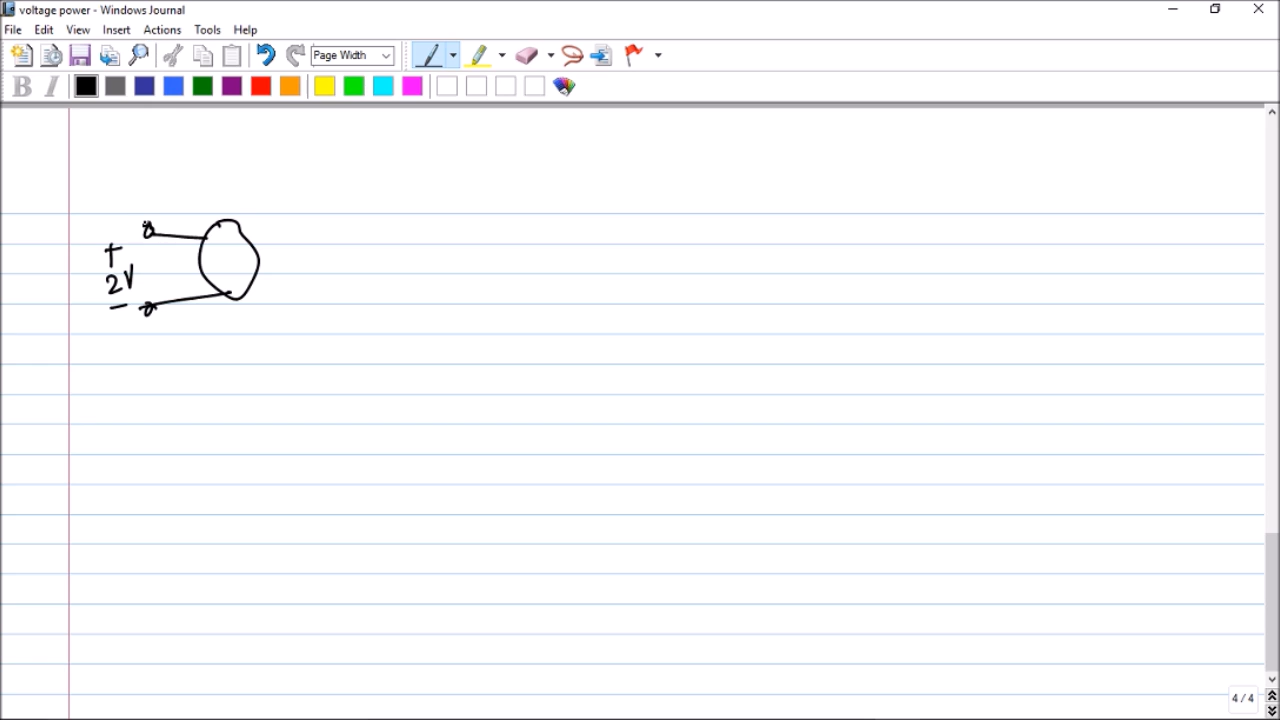 voltage power - Windows Journal
File Edit View Insert Actions Tools Help
Page Width
B I
+
2V
-
4 / 4